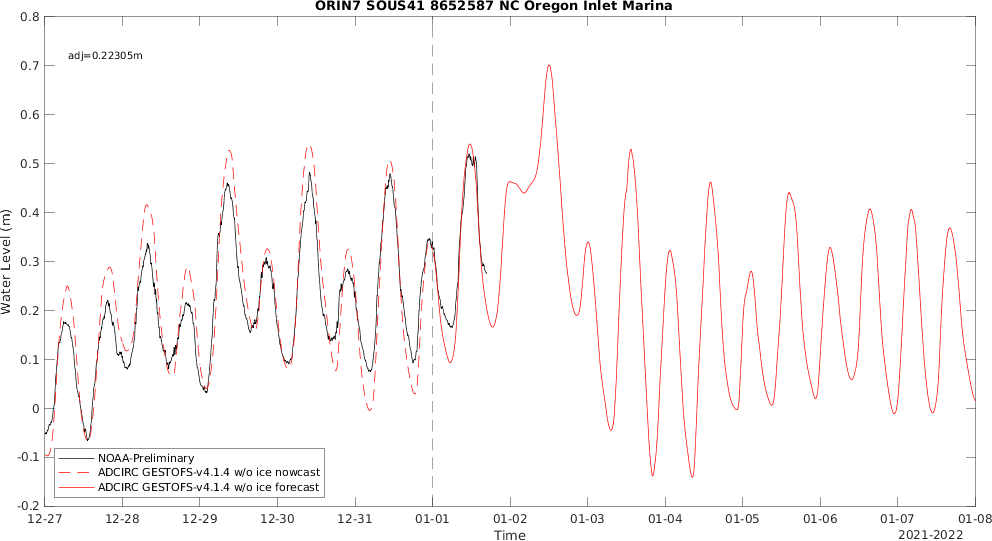 ORIN7 SOUS41 8652587 NC Oregon Inlet Marina
adj=0.22305m
0.8
0.7
0.6
0.5
0.4
0.3
0.2
0.1
0
-0.1
-0.2
Water Level (m)
NOAA-Preliminary
ADCIRC GESTOFS-v4.1.4 w/o ice nowcast
ADCIRC GESTOFS-v4.1.4 w/o ice forecast
12-27 12-28 12-29 12-30 12-31 01-01 01-02 01-03 01-04 01-05 01-06 01-07 01-08
Time
2021-2022